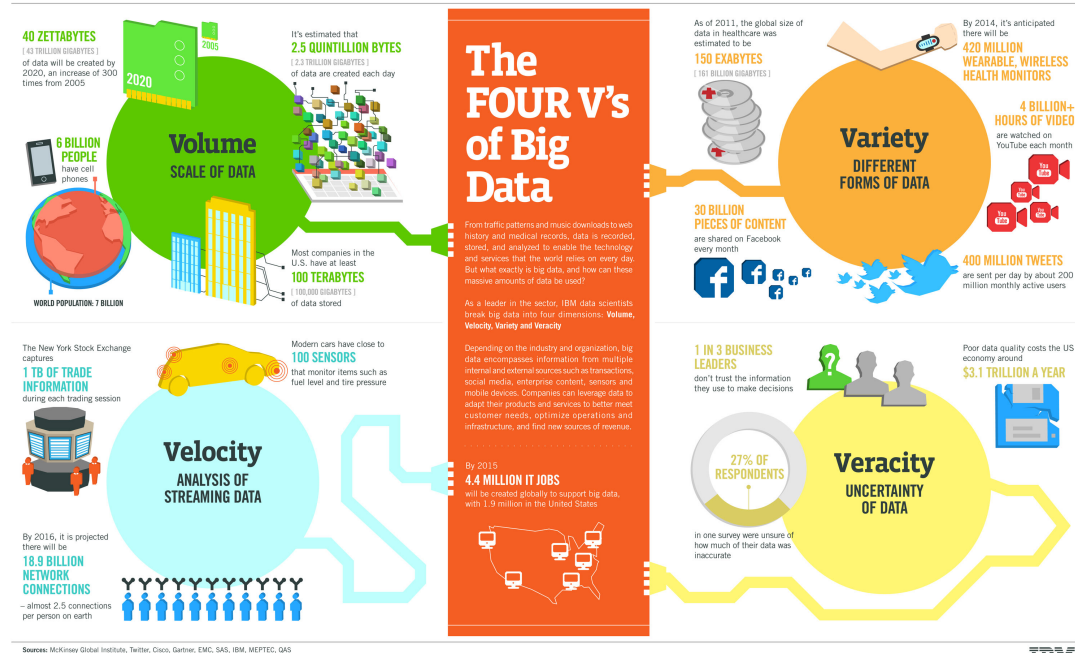 40 ZETTABYTES
[ 43 TRILLION GIGABYTES ]
of data will be created by
2020, an increase of 300
times from 2005
2005
2020
It's estimated that
2.5 QUINTILLION BYTES
[ 2.3 TRILLION GIGABYTES ]
of data are created each day
6 BILLION
PEOPLE
have cell
phones
WORLD POPULATION: 7 BILLION
Volume
SCALE OF DATA
Most companies in the
U.S. have at least
100 TERABYTES
[ 100,000 GIGABYTES ]
of data stored
The New York Stock Exchange
captures
1 TB OF TRADE
INFORMATION
during each trading session
Modern cars have close to
100 SENSORS
that monitor items such as
fuel level and tire pressure
Velocity
ANALYSIS OF
STREAMING DATA
By 2016, it is projected
there will be
18.9 BILLION
NETWORK
CONNECTIONS
– almost 2.5 connections
per person on earth
The
FOUR V's
of Big
Data
From traffic patterns and music downloads to web
history and medical records, data is recorded,
stored, and analyzed to enable the technology
and services that the world relies on every day.
But what exactly is big data, and how can these
massive amounts of data be used?
As a leader in the sector, IBM data scientists
break big data into four dimensions: Volume,
Velocity, Variety and Veracity
Depending on the industry and organization, big
data encompasses information from multiple
internal and external sources such as transactions,
social media, enterprise content, sensors and
mobile devices. Companies can leverage data to
adapt their products and services to better meet
customer needs, optimize operations and
infrastructure, and find new sources of revenue.
By 2015
4.4 MILLION IT JOBS
will be created globally to support big data,
with 1.9 million in the United States
As of 2011, the global size of
data in healthcare was
estimated to be
150 EXABYTES
[ 161 BILLION GIGABYTES ]
By 2014, it's anticipated
there will be
420 MILLION
WEARABLE, WIRELESS
HEALTH MONITORS
4 BILLION+
HOURS OF VIDEO
are watched on
YouTube each month
You
Tube
You
Tube
You
Tube
You
Tube
Variety
DIFFERENT
FORMS OF DATA
30 BILLION
PIECES OF CONTENT
are shared on Facebook
every month
400 MILLION TWEETS
are sent per day by about 200
million monthly active users
1 IN 3 BUSINESS
LEADERS
don't trust the information
they use to make decisions
?
Poor data quality costs the US
economy around
$3.1 TRILLION A YEAR
27% OF
RESPONDENTS
in one survey were unsure of
how much of their data was
inaccurate
Veracity
UNCERTAINTY
OF DATA
Sources: McKinsey Global Institute, Twitter, Cisco, Gartner, EMC, SAS, IBM, MEPTEC, QAS
IBM